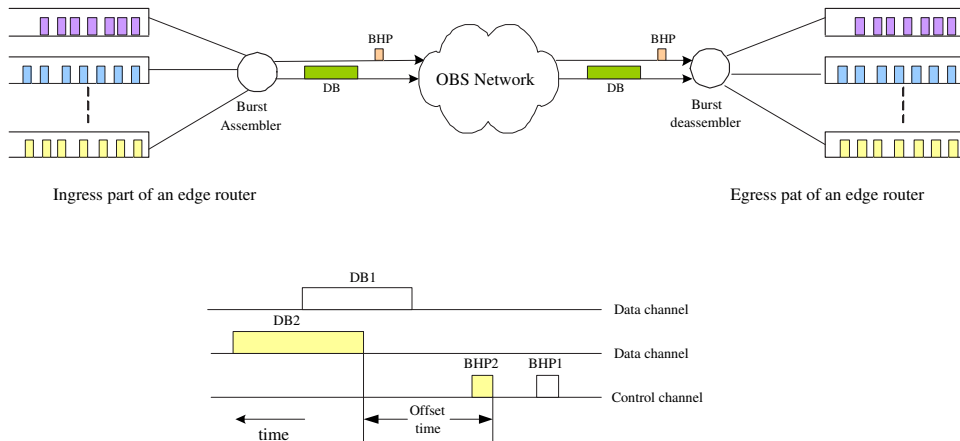 BHP
BHP
OBS Network
DB
DB
Burst
Assembler
Burst
deassembler
Ingress part of an edge router
Egress pat of an edge router
DB1
Data channel
DB2
Data channel
BHP2
BHP1
Control channel
Offset
time
time